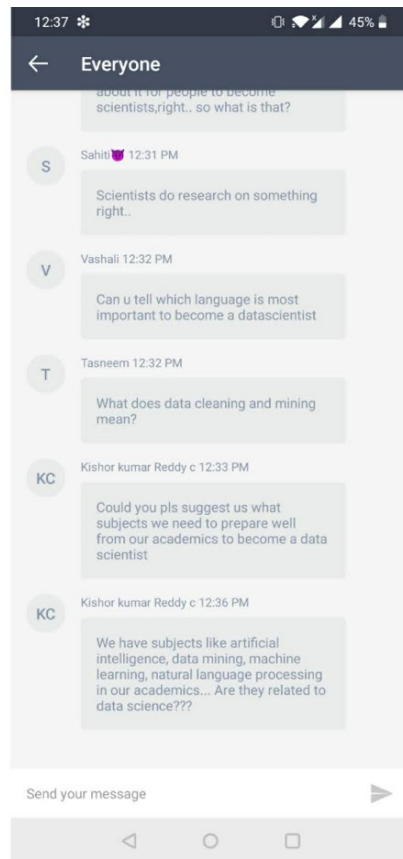 12:37
45%
Everyone
about it for people to become
scientists,right.. so what is that?
S
Sahiti😈 12:31 PM
Scientists do research on something
right..
V
Vashali 12:32 PM
Can u tell which language is most
important to become a datascientist
T
Tasneem 12:32 PM
What does data cleaning and mining
mean?
KC
Kishor kumar Reddy c 12:33 PM
Could you pls suggest us what
subjects we need to prepare well
from our academics to become a data
scientist
KC
Kishor kumar Reddy c 12:36 PM
We have subjects like artificial
intelligence, data mining, machine
learning, natural language processing
in our academics... Are they related to
data science???
Send your message